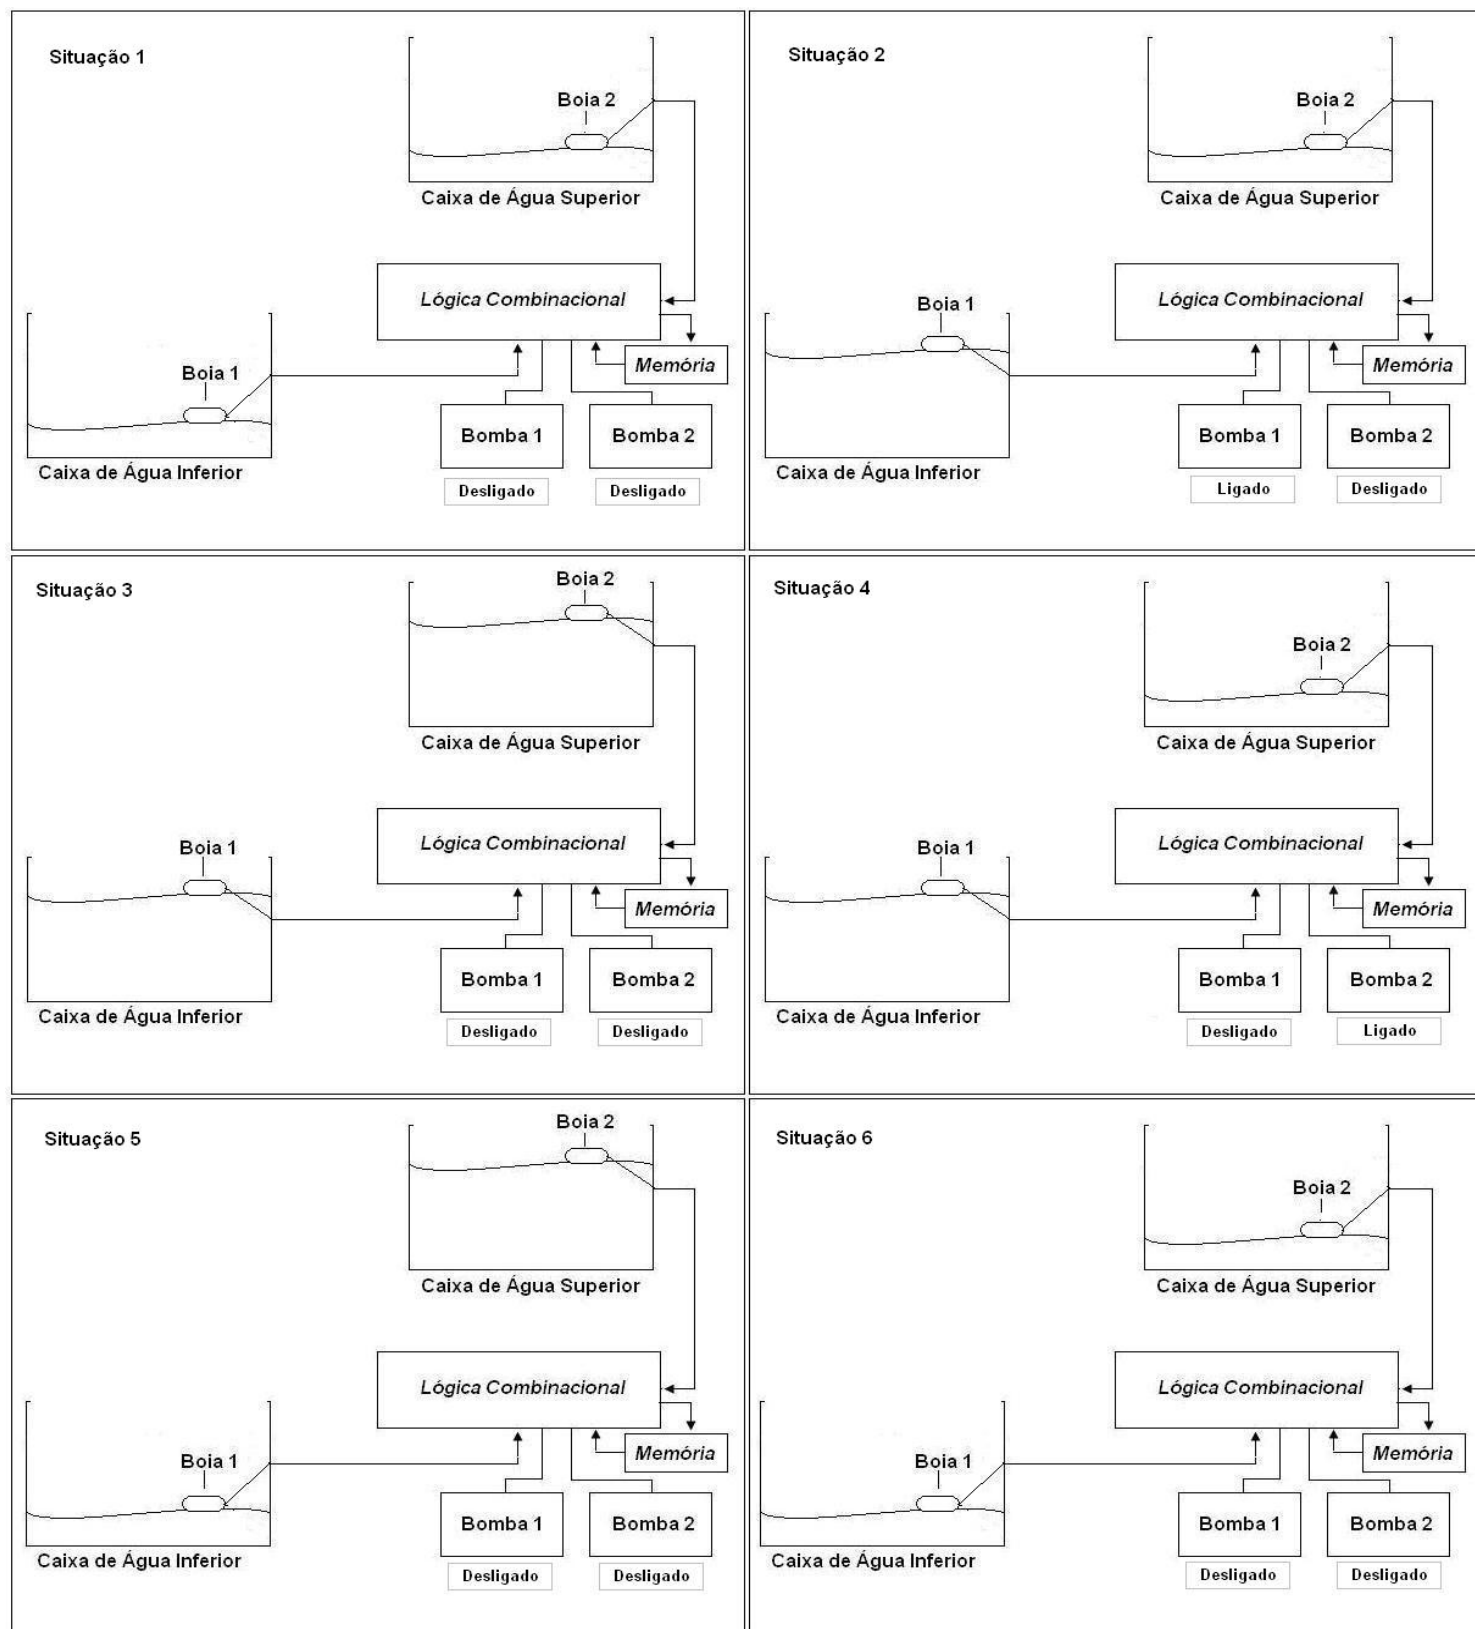 Situação 1
Boia 2
Caixa de Água Superior
Lógica Combinacional
Memória
Boia 1
Bomba 1
Bomba 2
Caixa de Água Inferior
Desligado
Desligado
Situação 2
Boia 2
Caixa de Água Superior
Lógica Combinacional
Boia 1
Memória
Bomba 1
Bomba 2
Caixa de Água Inferior
Ligado
Desligado
Situação 3
Boia 2
Caixa de Água Superior
Lógica Combinacional
Boia 1
Memória
Bomba 1
Bomba 2
Caixa de Água Inferior
Desligado
Desligado
Situação 4
Boia 2
Caixa de Água Superior
Lógica Combinacional
Boia 1
Memória
Bomba 1
Bomba 2
Caixa de Água Inferior
Desligado
Ligado
Situação 5
Boia 2
Caixa de Água Superior
Lógica Combinacional
Memória
Boia 1
Bomba 1
Bomba 2
Caixa de Água Inferior
Desligado
Desligado
Situação 6
Boia 2
Caixa de Água Superior
Lógica Combinacional
Memória
Boia 1
Bomba 1
Bomba 2
Caixa de Água Inferior
Desligado
Desligado